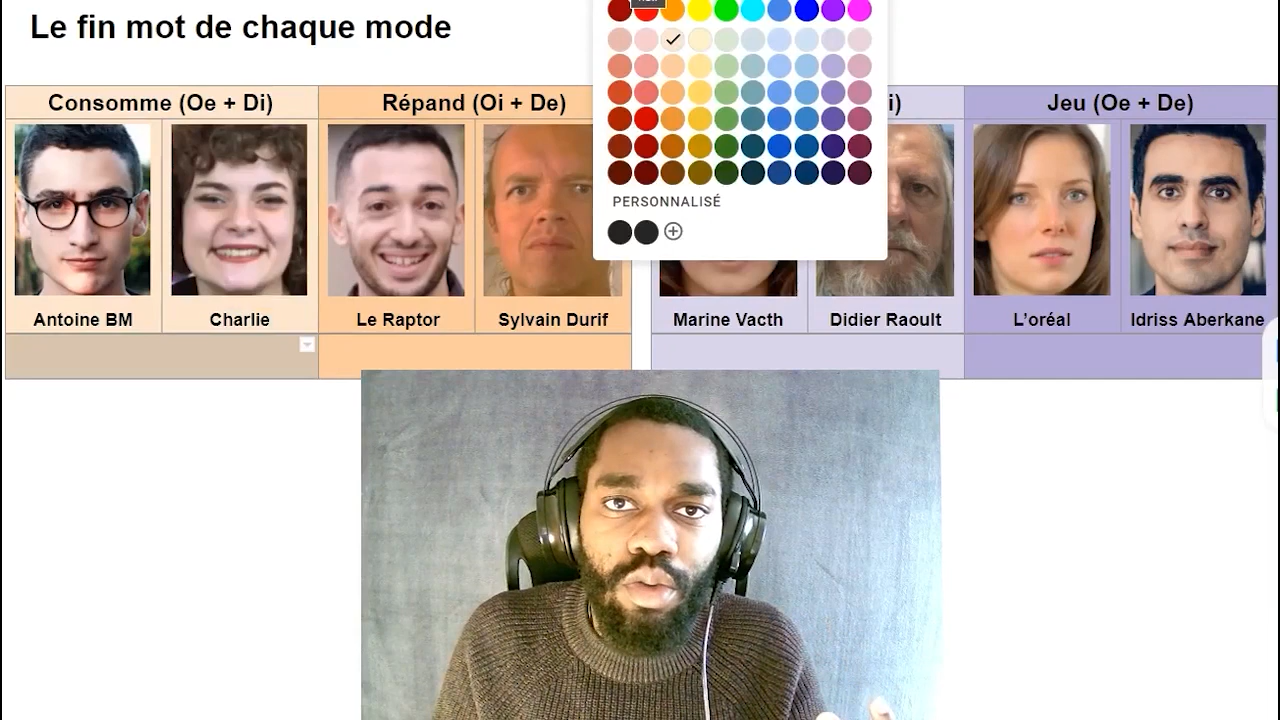 Le fin mot de chaque mode
Consomme (Oe + Di)
Répand (Oi + De)
i)
Jeu (Oe + De)
PERSONNALISÉ
Antoine BM
Charlie
Le Raptor
Sylvain Durif
Marine Vacth
Didier Raoult
L'oréal
Idriss Aberkane